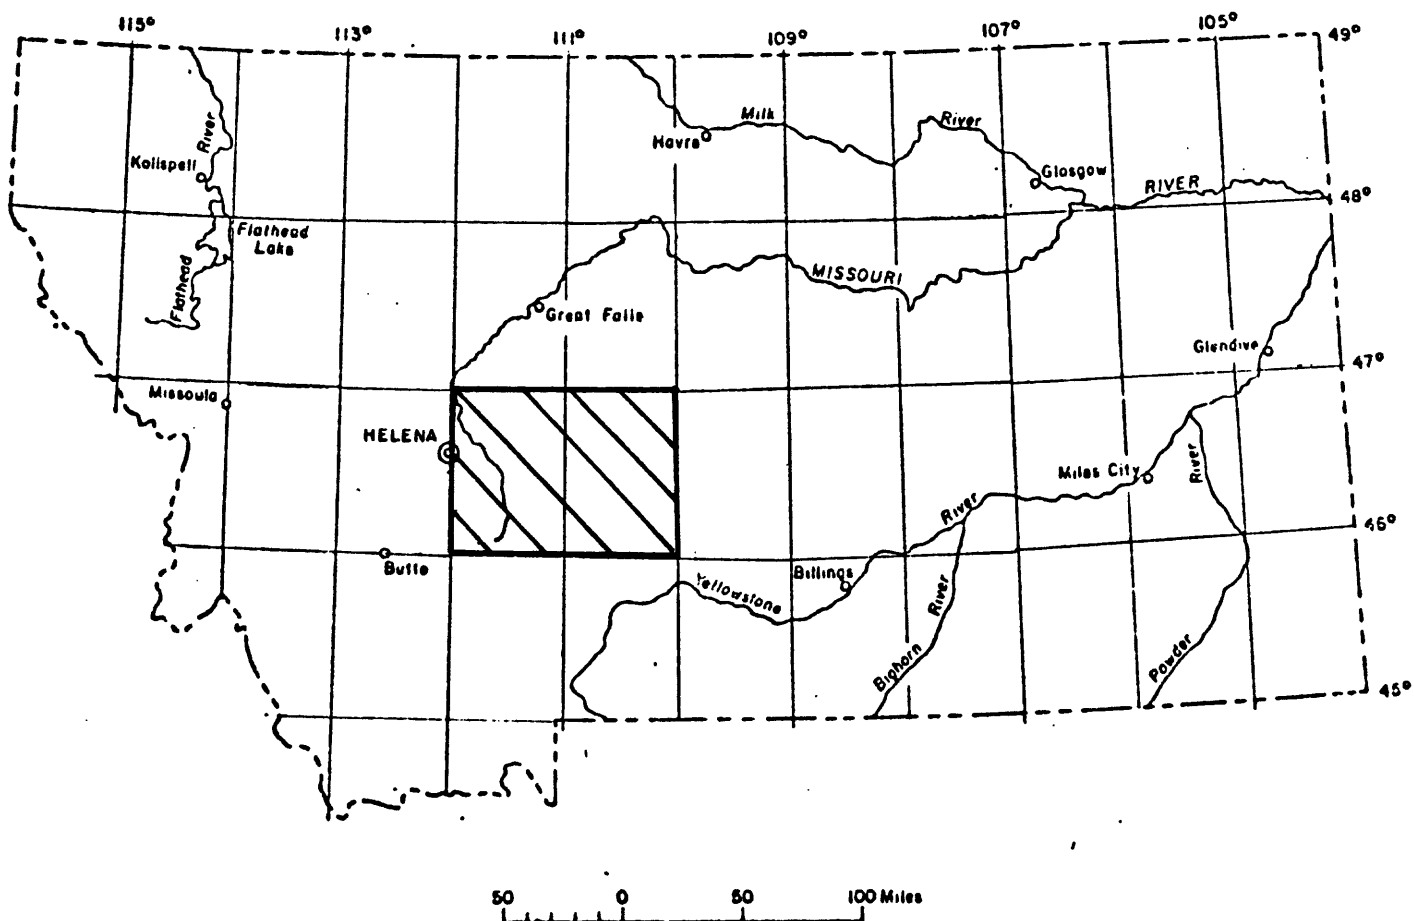 115° 113° 111° 109° 107° 105° 49°
Milk River
River
Havre
Kalispell
Glasgow
RIVER
48°
Flathead
Lake
MISSOURI
Flathead
Great Falls
Glendive
47°
Missoula
HELENA
Miles City
River
River
46°
Butte
Billings
Yellowstone
River
Bighorn
Powder
45°
50 0 50 100 Miles